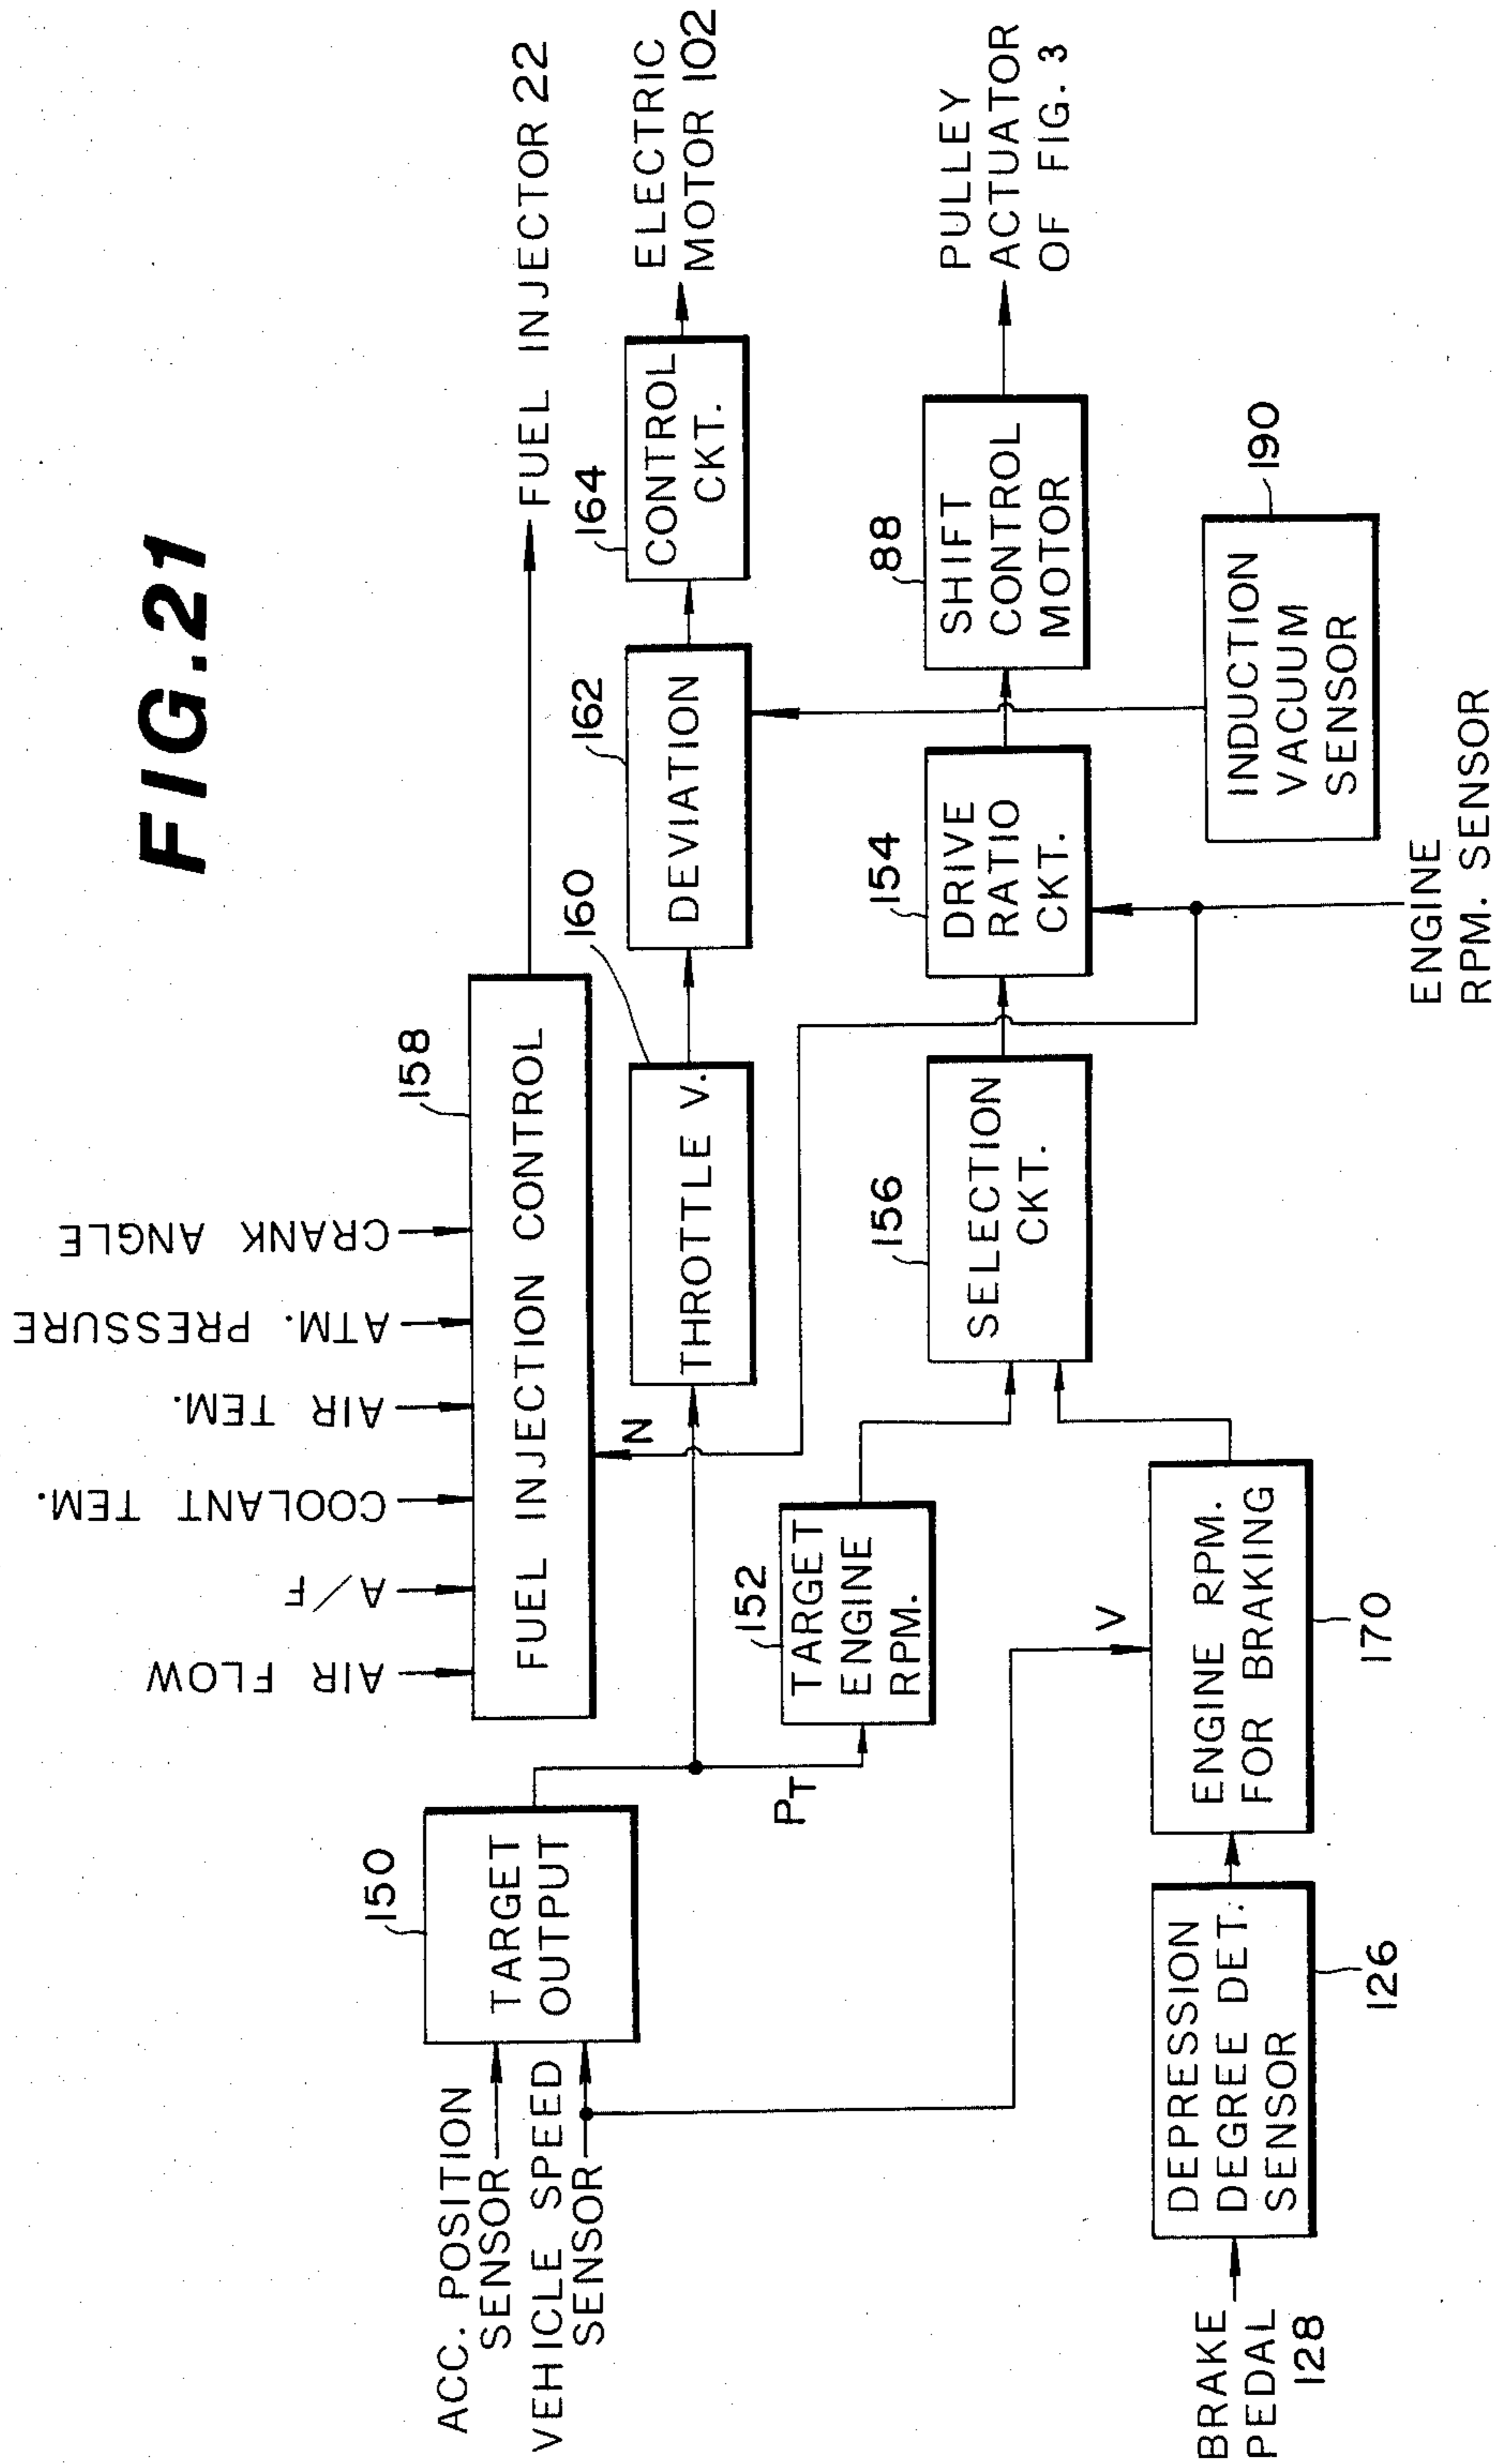 FIG.21
AIR FLOW
A/F
COOLANT TEM.
AIR TEM.
ATM. PRESSURE
CRANK ANGLE
158
FUEL INJECTION CONTROL
FUEL INJECTOR 22
N
ACC. POSITION
SENSOR
VEHICLE SPEED
SENSOR
150
TARGET
OUTPUT
PT
160
THROTTLE V.
162
DEVIATION
164
CONTROL
CKT.
ELECTRIC
MOTOR 102
152
TARGET
ENGINE
RPM.
156
SELECTION
CKT.
154
DRIVE
RATIO
CKT.
88
SHIFT
CONTROL
MOTOR
PULLEY
ACTUATOR
OF FIG. 3
V
BRAKE
PEDAL
128
DEPRESSION
DEGREE DET.
SENSOR
126
ENGINE RPM.
FOR BRAKING
170
ENGINE
RPM. SENSOR
INDUCTION
VACUUM
SENSOR
190